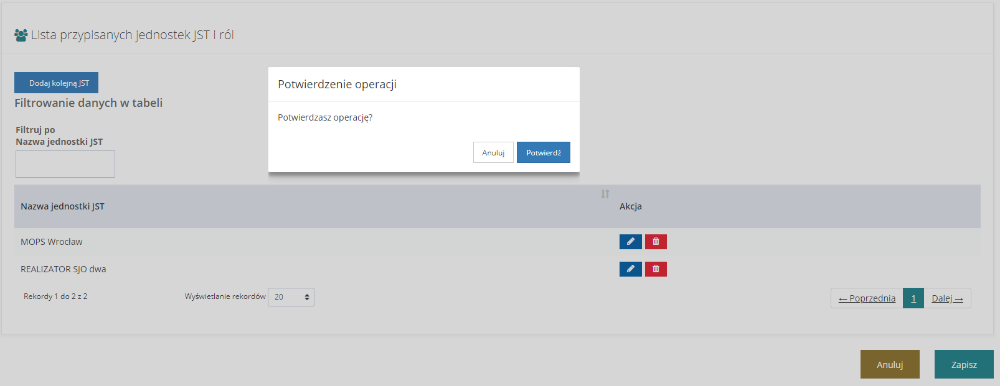 Lista przypisanych jednostek JST i ról
Dodaj kolejną JST
Filtrowanie danych w tabeli
Filtruj po
Nazwa jednostki JST
Potwierdzenie operacji
Potwierdzasz operację?
Anuluj Potwierdź
Nazwa jednostki JST Akcja
MOPS Wrocław
REALIZATOR SJO dwa
Rekordy 1 do 2 z 2 Wyświetlanie rekordów 20 ← Poprzednia 1 Dalej →
Anuluj Zapisz